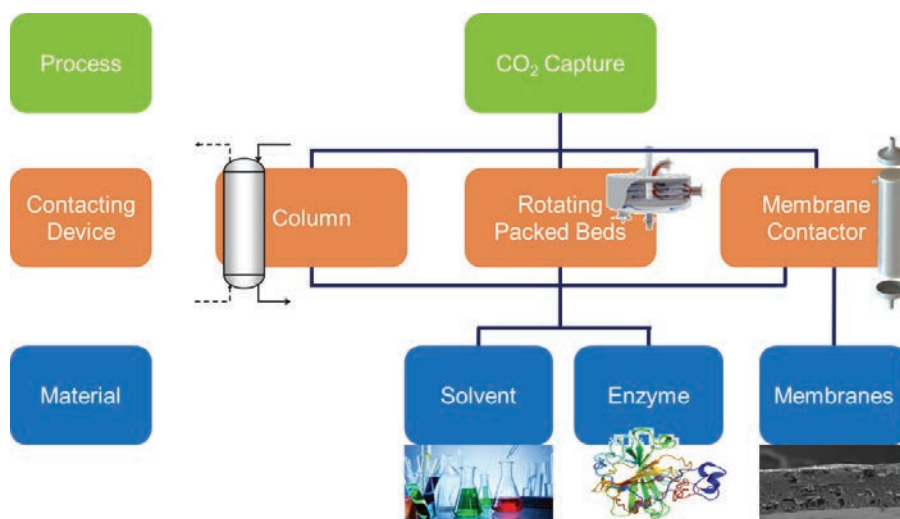 Process
CO₂ Capture
Contacting
Device
Column
Rotating
Packed Beds
Membrane
Contactor
Material
Solvent
Enzyme
Membranes